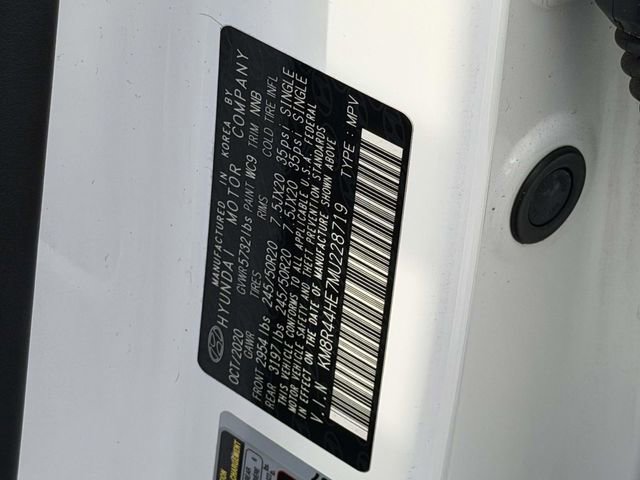 MANUFACTURED IN KOREA BY
HYUNDAI MOTOR COMPANY
OCT/2020 GVWR 5732 lbs PAINT WC9 TRIM NNB
GAWR TIRES RIMS COLD TIRE INFL
FRONT 2954 lbs 245/50R20 7.5JX20 35psi SINGLE
REAR 3197 lbs 245/50R20 7.5JX20 35psi SINGLE
THIS VEHICLE CONFORMS TO ALL APPLICABLE U.S.A. FEDERAL
MOTOR VEHICLE SAFETY AND THEFT PREVENTION STANDARDS
IN EFFECT ON THE DATE OF MANUFACTURE SHOWN ABOVE
V.I.N KM8R44HE7NU228719 TYPE : MPV